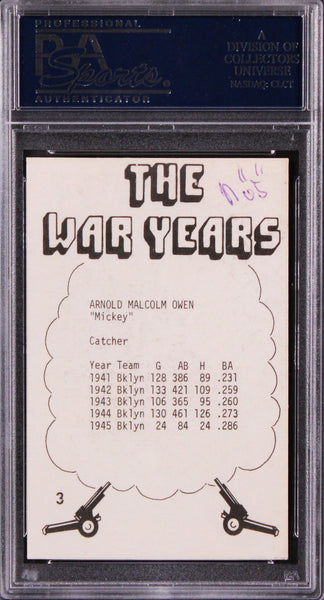 PROFESSIONAL
PSA
Sports
AUTHENTICATOR
A
DIVISION OF
COLLECTORS
UNIVERSE
NASDAQ: CLCT
THE
WAR YEARS
ARNOLD MALCOLM OWEN
"Mickey"
Catcher
Year Team G AB H BA
1941 Bklyn 128 386 89 .231
1942 Bklyn 133 421 109 .259
1943 Bklyn 106 365 95 .260
1944 Bklyn 130 461 126 .273
1945 Bklyn 24 84 24 .286
3